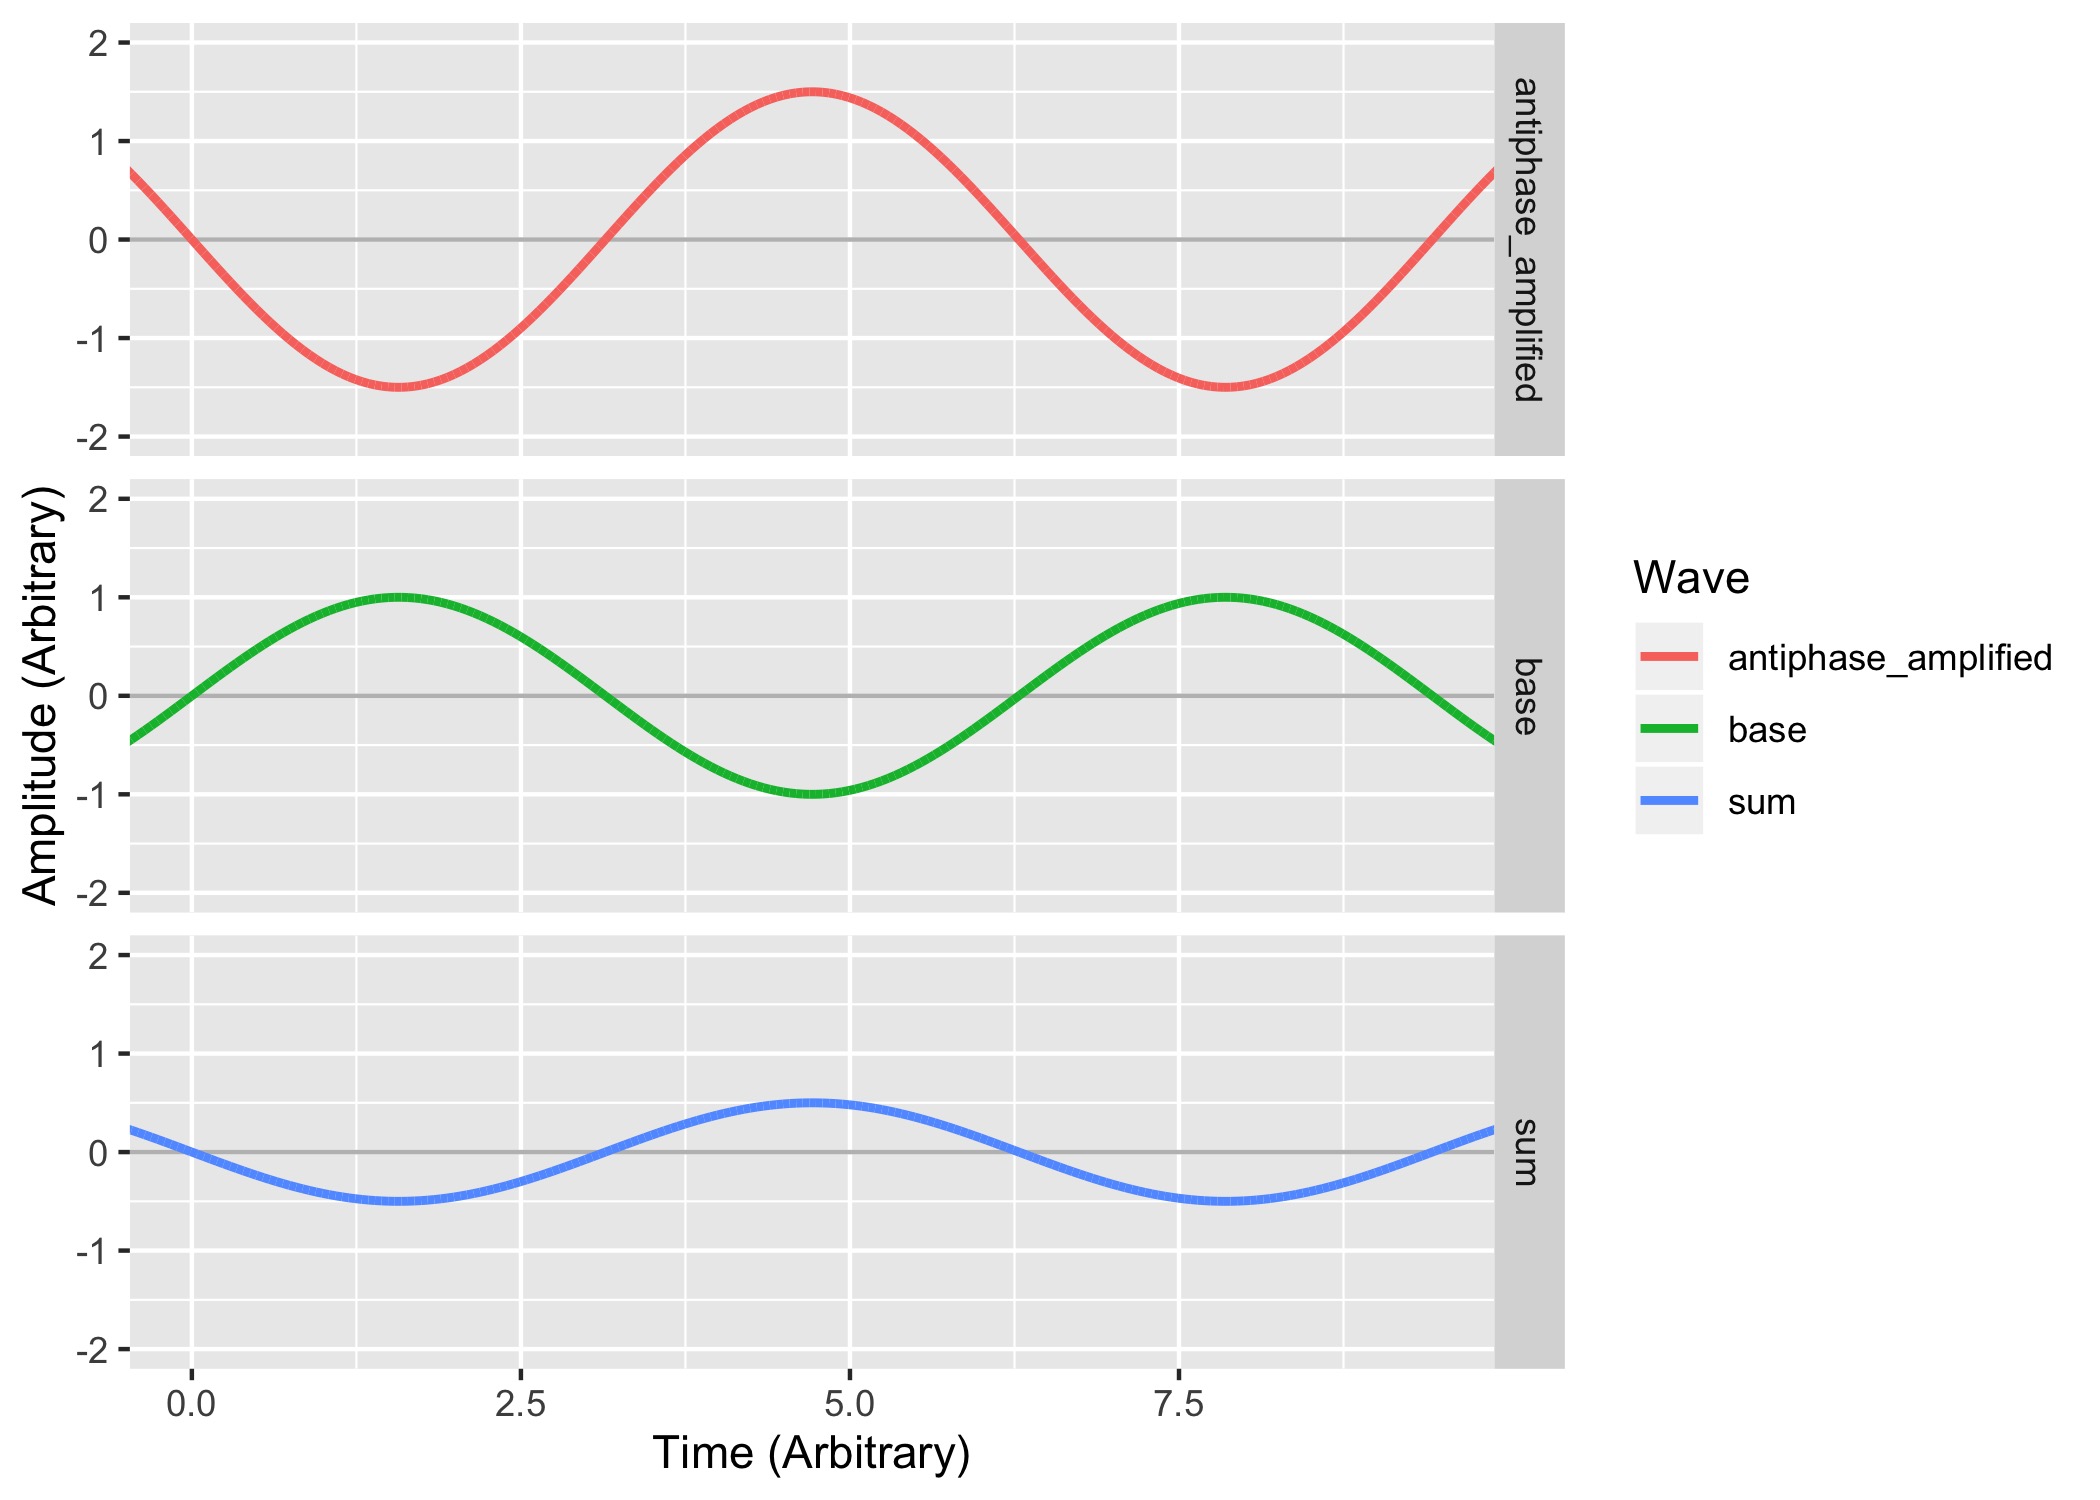 2
1
0
-1
-2
antiphase_amplified
2
1
0
-1
-2
base
2
1
0
-1
-2
sum
0.0 2.5 5.0 7.5
Time (Arbitrary)
Amplitude (Arbitrary)
Wave
antiphase_amplified
base
sum